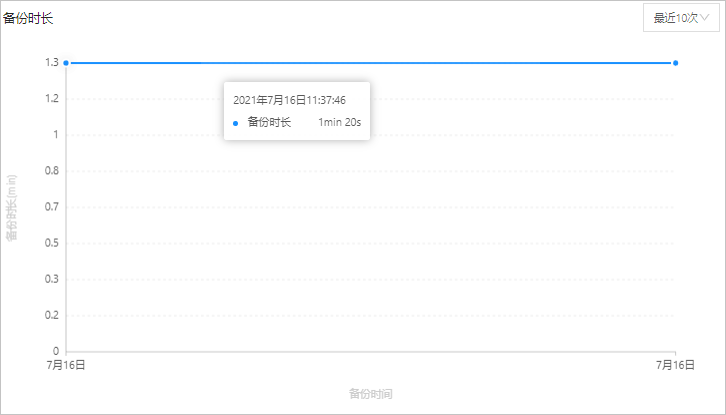 备份时长
最近10次
1.3
1.2
1
0.8
0.7
0.5
0.3
0.2
0
2021年7月16日11:37:46
备份时长 1min 20s
备份时长(min)
7月16日
7月16日
备份时间